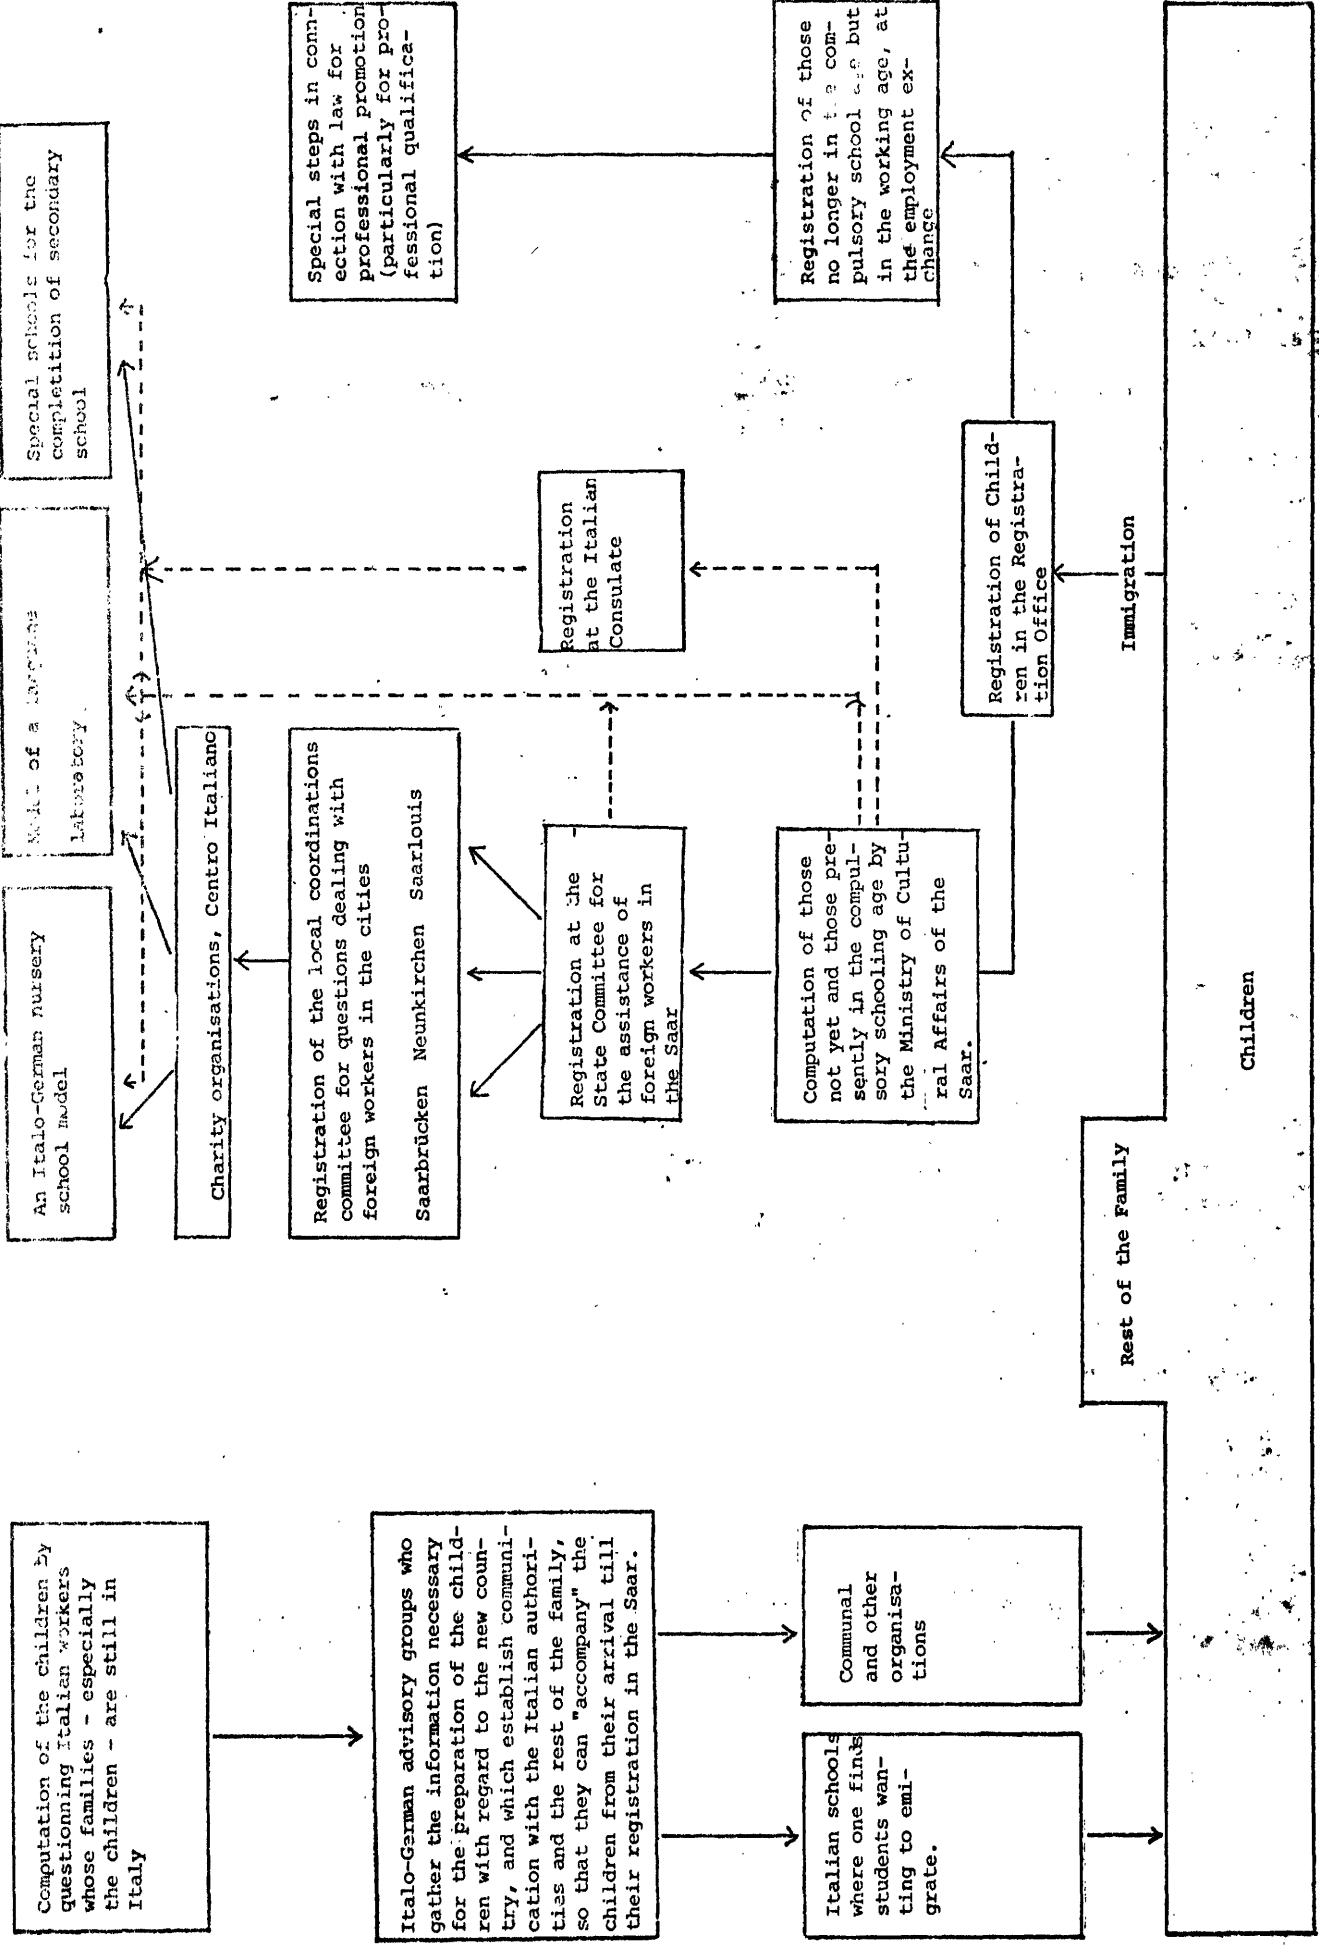 Computation of the children by
questionning Italian workers
whose families - especially
the children - are still in
Italy
Italo-German advisory groups who
gather the information necessary
for the preparation of the child-
ren with regard to the new coun-
try, and which establish communi-
cation with the Italian authori-
ties and the rest of the family,
so that they can "accompany" the
children from their arrival till
their registration in the Saar.
Italian schools
where one finds
students wan-
ting to emi-
grate.
Communal
and other
organisa-
tions
Rest of the Family
Children
Immigration
Registration of Child-
ren in the Registra-
tion Office
Computation of those
not yet and those pre-
sently in the compul-
sory schooling age by
the Ministry of Cultu-
ral Affairs of the
Saar.
Registration of those
no longer in the com-
pulsory school age but
in the working age, at
the employment ex-
change
Registration at the
State Committee for
the assistance of
foreign workers in
the Saar
Registration
at the Italian
Consulate
Registration of the local coordinations
committee for questions dealing with
foreign workers in the cities
Saarbrücken Neunkirchen Saarlouis
Special steps in conn-
ection with law for
professional promotion
(particularly for pro-
fessional qualifica-
tion)
Charity organisations, Centro Italiano
An Italo-German nursery
school model
Model of a language
laboratory.
Special schools for the
completition of secondary
school